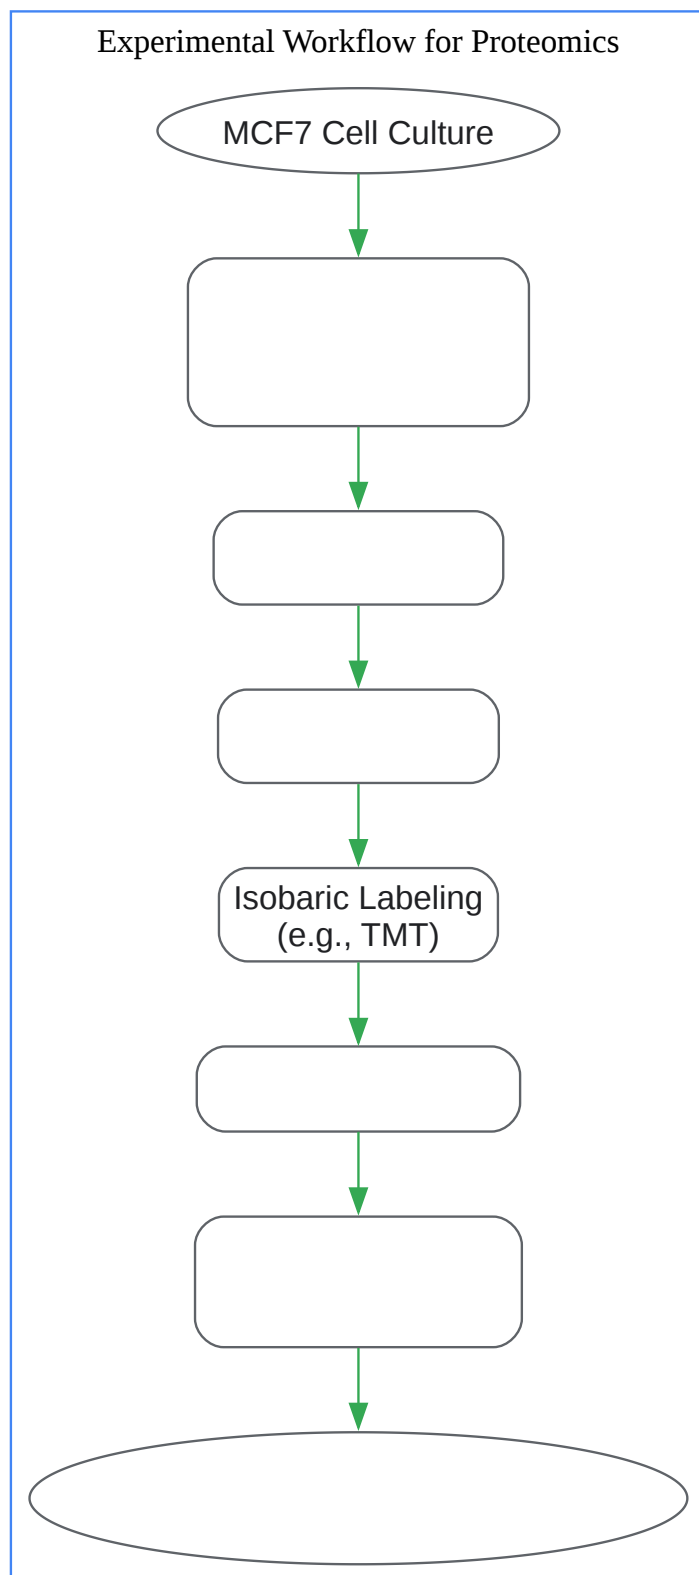 Experimental Workflow for Proteomics
MCF7 Cell Culture
Isobaric Labeling
(e.g., TMT)